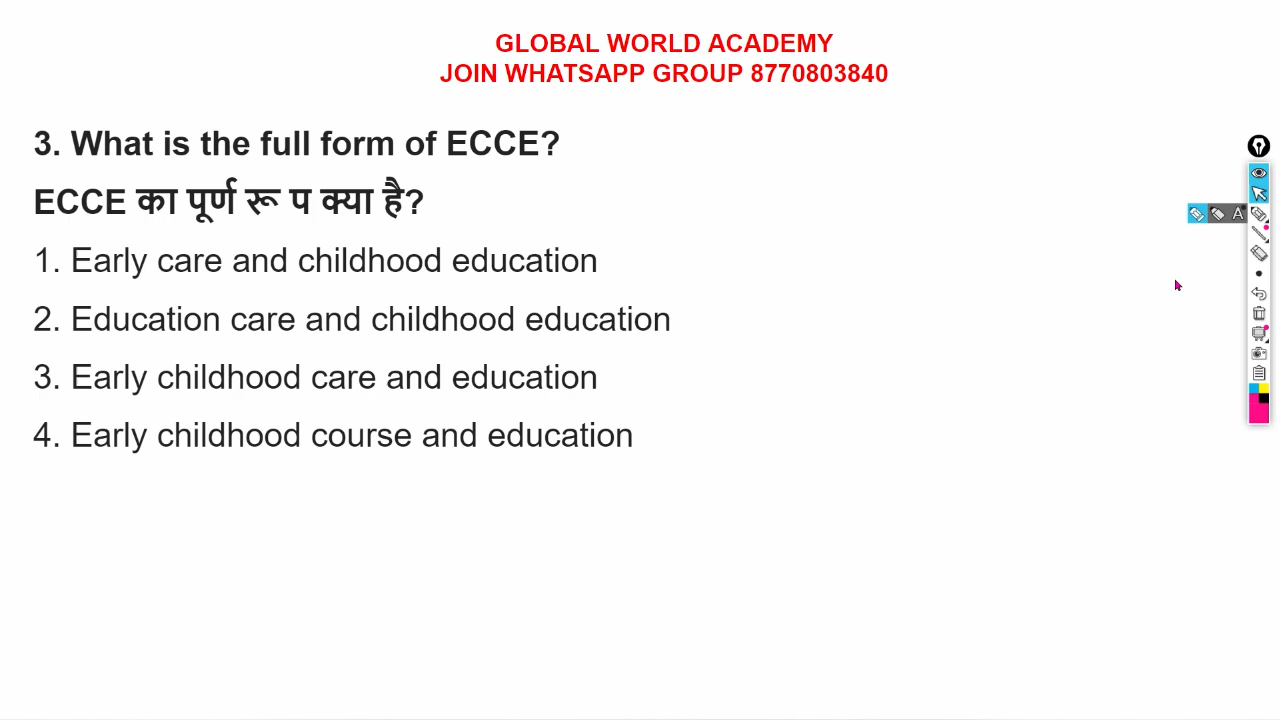 GLOBAL WORLD ACADEMY
JOIN WHATSAPP GROUP 8770803840
3. What is the full form of ECCE?
ECCE का पूर्ण रू प क्या है?
1. Early care and childhood education
2. Education care and childhood education
3. Early childhood care and education
4. Early childhood course and education
A